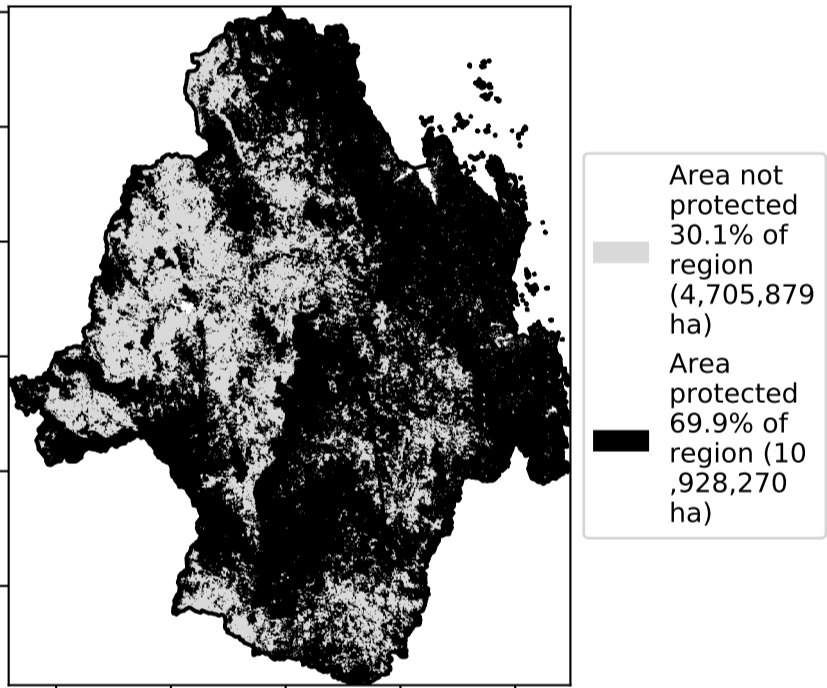 Area not
protected
30.1% of
region
(4,705,879
ha)
Area
protected
69.9% of
region (10
,928,270
ha)